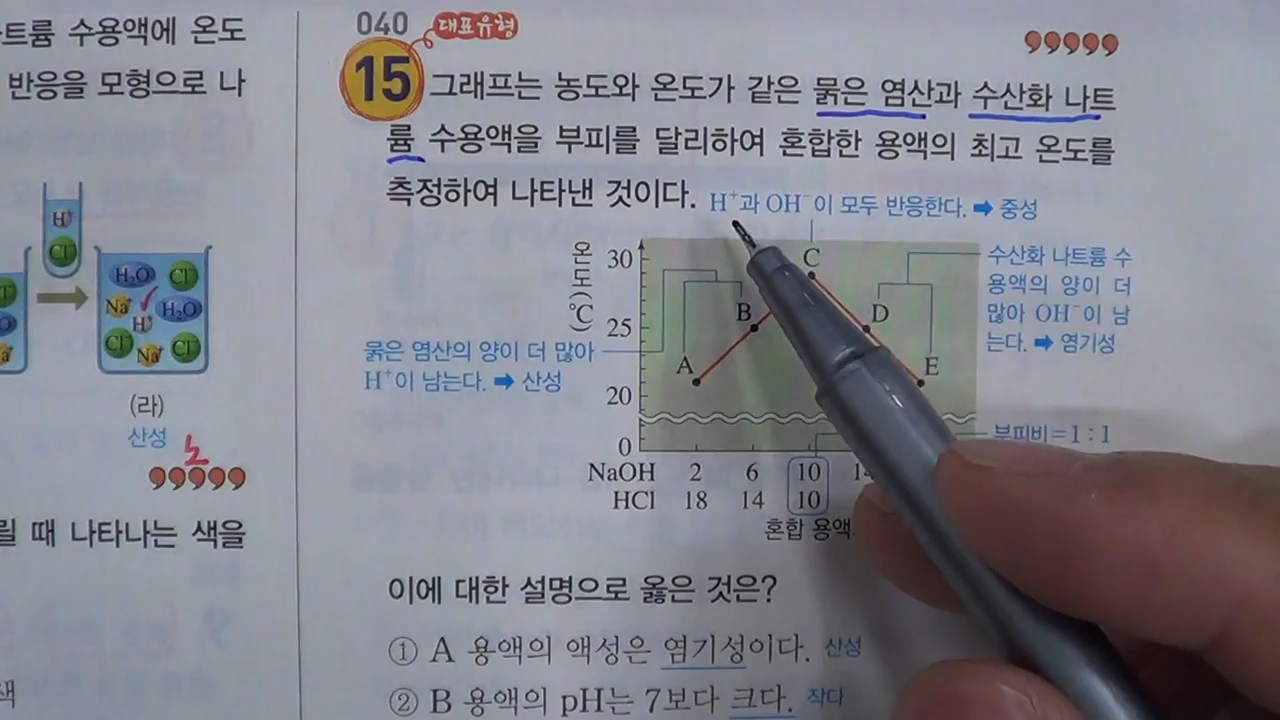 트륨 수용액에 온도
반응을 모형으로 나
H⁺
Cl⁻
H₂O Cl⁻
Na⁺ H₂O
H⁺
Cl⁻ Na⁺ Cl⁻
(라)
산성
노
릴 때 나타나는 색을
색
040 대표유형
15 그래프는 농도와 온도가 같은 묽은 염산과 수산화 나트
륨 수용액을 부피를 달리하여 혼합한 용액의 최고 온도를
측정하여 나타낸 것이다. H⁺과 OH⁻이 모두 반응한다. ➡ 중성
온도(℃)
30
25
20
0
A
B
C
D
E
묽은 염산의 양이 더 많아
H⁺이 남는다. ➡ 산성
수산화 나트륨 수
용액의 양이 더
많아 OH⁻이 남
는다. ➡ 염기성
부피비=1:1
NaOH 2 6 10
HCl 18 14 10
혼합 용액
이에 대한 설명으로 옳은 것은?
① A 용액의 액성은 염기성이다. 산성
② B 용액의 pH는 7보다 크다. 작다